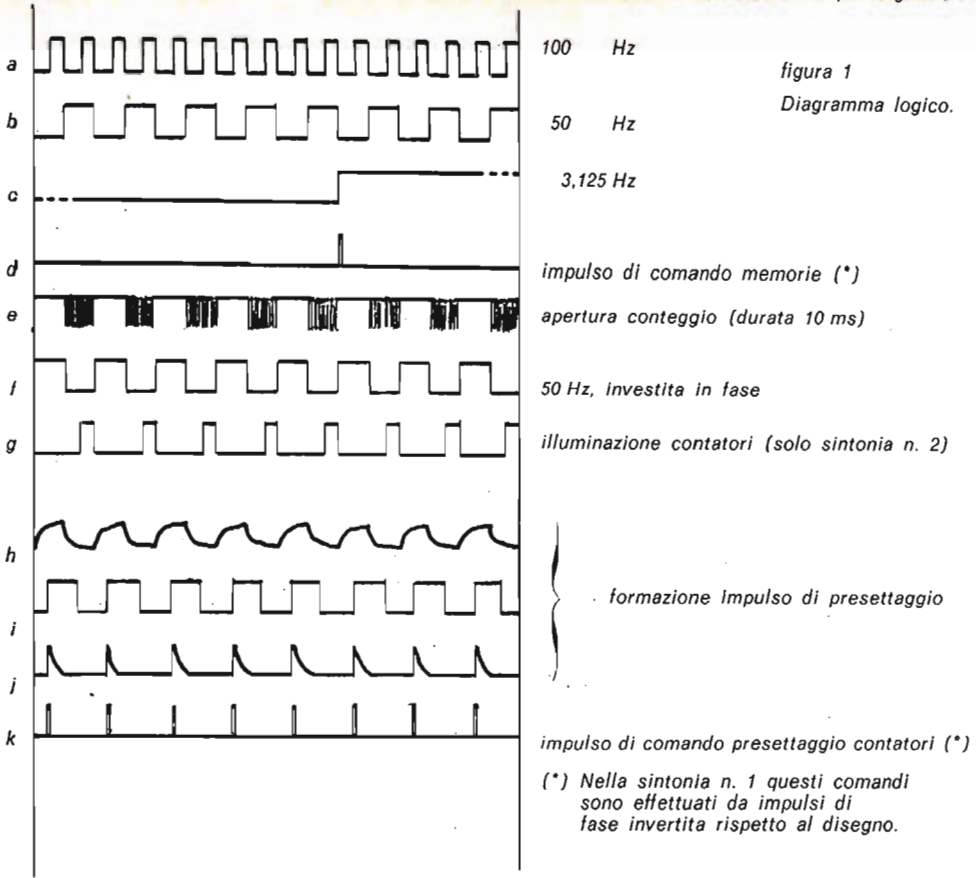 a
100 Hz
figura 1
Diagramma logico.
b
50 Hz
c
3,125 Hz
d
impulso di comando memorie (*)
e
apertura conteggio (durata 10 ms)
f
50 Hz, investita in fase
g
illuminazione contatori (solo sintonia n. 2)
h
formazione impulso di presettaggio
i
j
k
impulso di comando presettaggio contatori (*)
(*) Nella sintonia n. 1 questi comandi
sono effettuati da impulsi di
fase invertita rispetto al disegno.